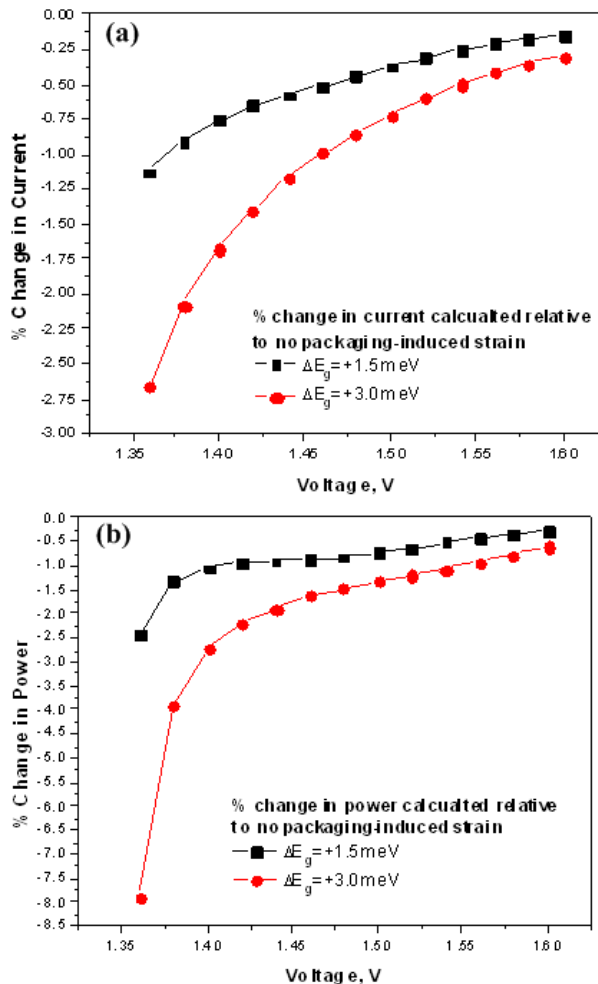 (a)
0.00
-0.25
-0.50
-0.75
-1.00
-1.25
-1.50
-1.75
-2.00
-2.25
-2.50
-2.75
-3.00
% Change in Current
% change in current calcualted relative
to no packaging-induced strain
ΔEg=+1.5meV
ΔEg=+3.0meV
1.35 1.40 1.45 1.50 1.55 1.60
Voltage, V
(b)
0.0
-0.5
-1.0
-1.5
-2.0
-2.5
-3.0
-3.5
-4.0
-4.5
-5.0
-5.5
-6.0
-6.5
-7.0
-7.5
-8.0
-8.5
% Change in Power
% change in power calcualted relative
to no packaging-induced strain
ΔEg=+1.5meV
ΔEg=+3.0meV
1.35 1.40 1.45 1.50 1.55 1.60
Voltage, V